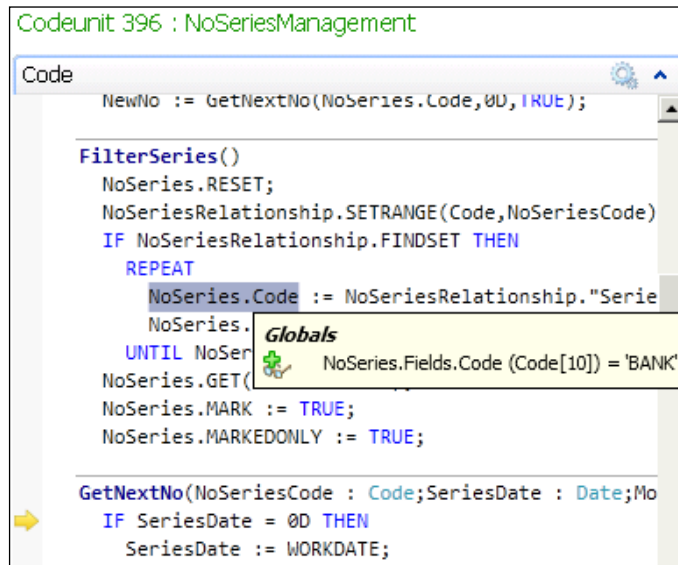 Codeunit 396 : NoSeriesManagement
Code
NewNo := GetNextNo(NoSeries.Code,0D,TRUE);
FilterSeries()
NoSeries.RESET;
NoSeriesRelationship.SETRANGE(Code,NoSeriesCode)
IF NoSeriesRelationship.FINDSET THEN
REPEAT
NoSeries.Code := NoSeriesRelationship."Serie
NoSeries.
Globals
NoSeries.Fields.Code (Code[10]) = 'BANK'
UNTIL NoSer
NoSeries.GET(
NoSeries.MARK := TRUE;
NoSeries.MARKEDONLY := TRUE;
GetNextNo(NoSeriesCode : Code;SeriesDate : Date;Mo
IF SeriesDate = 0D THEN
SeriesDate := WORKDATE;